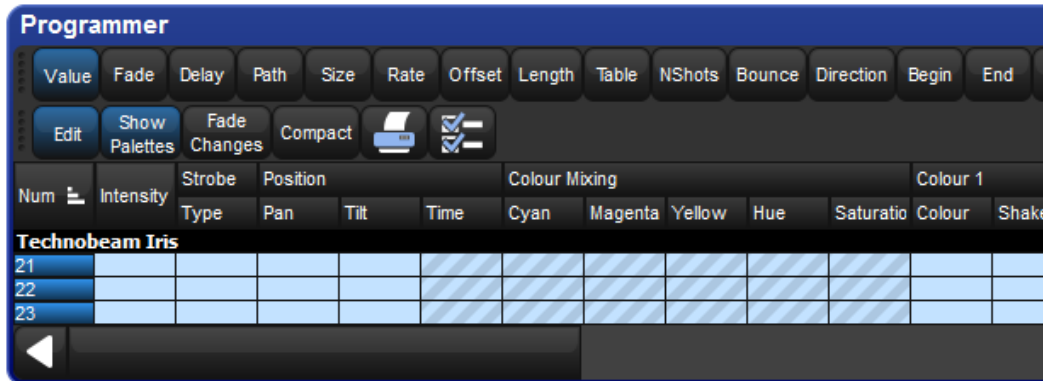 Programmer
Value Fade Delay Path Size Rate Offset Length Table NShots Bounce Direction Begin End
Edit Show Palettes Fade Changes Compact
Num Intensity Strobe Position Colour Mixing Colour 1
Type Pan Tilt Time Cyan Magenta Yellow Hue Saturatio Colour Shake
Technobeam Iris
21
22
23